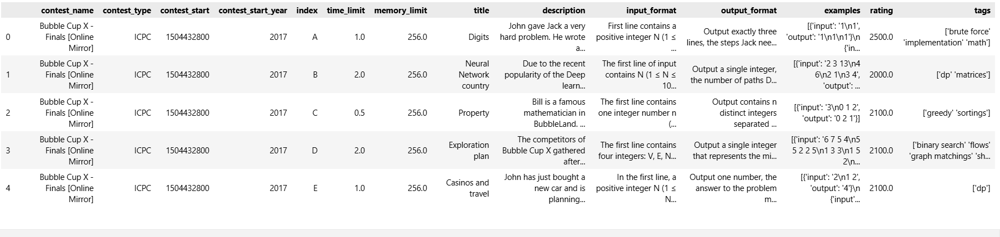 contest_name contest_type contest_start contest_start_year index time_limit memory_limit title description input_format output_format examples rating tags
Bubble Cup X - John gave Jack a very First line contains a [{'input': '1\n1',
Output exactly three ['brute force'
0 Finals [Online ICPC 1504432800 2017 A 1.0 256.0 Digits hard problem. He wrote positive integer N (1 ≤ 'output': '1\n1\n1'}\n 2500.0
lines, the steps Jack nee... 'implementation' 'math']
Mirror] a... ... {'in...
Bubble Cup X - Neural Due to the recent The first line of input [{'input': '2 3 13\n4
Output a single integer,
1 Finals [Online ICPC 1504432800 2017 B 2.0 256.0 Network popularity of the Deep contains N (1 ≤ N ≤ 6\n2 1\n3 4', 2000.0 ['dp' 'matrices']
the number of paths D...
Mirror] country learn... 10... 'output': ...
Bubble Cup X - Bill is a famous The first line contains Output contains n
[{'input': '3\n0 1 2',
2 Finals [Online ICPC 1504432800 2017 C 0.5 256.0 Property mathematician in one integer number n distinct integers 2100.0 ['greedy' 'sortings']
'output': '0 2 1'}]
Mirror] BubbleLand. ... (... separated ...
Bubble Cup X - The competitors of [{'input': '6 7 5 4\n5
Exploration The first line contains Output a single integer ['binary search' 'flows'
3 Finals [Online ICPC 1504432800 2017 D 2.0 256.0 Bubble Cup X gathered 5 2 2 5\n1 3 3\n1 5 2100.0
plan four integers: V, E, N... that represents the mi... 'graph matchings' 'sh...
Mirror] after... 2\n...
Bubble Cup X - John has just bought a In the first line, a Output one number, the [{'input': '2\n1 2',
Casinos and
4 Finals [Online ICPC 1504432800 2017 E 1.0 256.0 new car and is positive integer N (1 ≤ answer to the problem 'output': '4'}\n 2100.0 ['dp']
travel
Mirror] planning... N... m... {'input'...